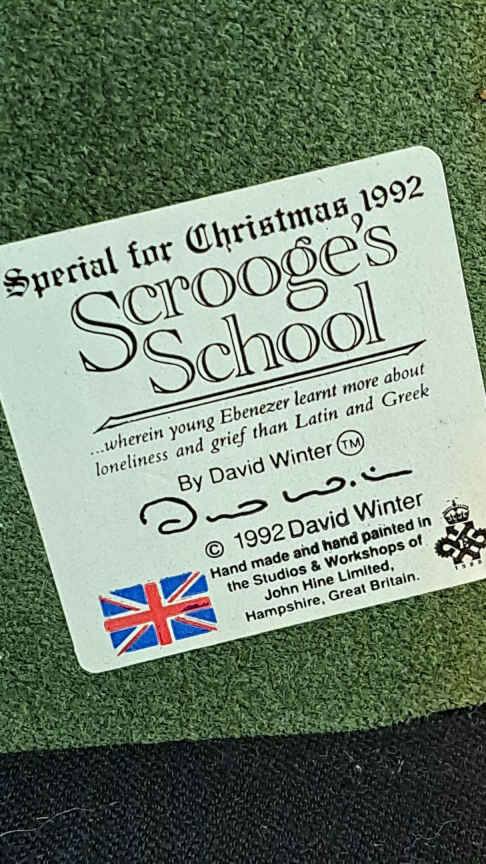 Special for Christmas, 1992
Scrooge's
School
...wherein young Ebenezer learnt more about
loneliness and grief than Latin and Greek
By David Winter TM
© 1992 David Winter
Hand made and hand painted in
the Studios & Workshops of
John Hine Limited,
Hampshire, Great Britain.